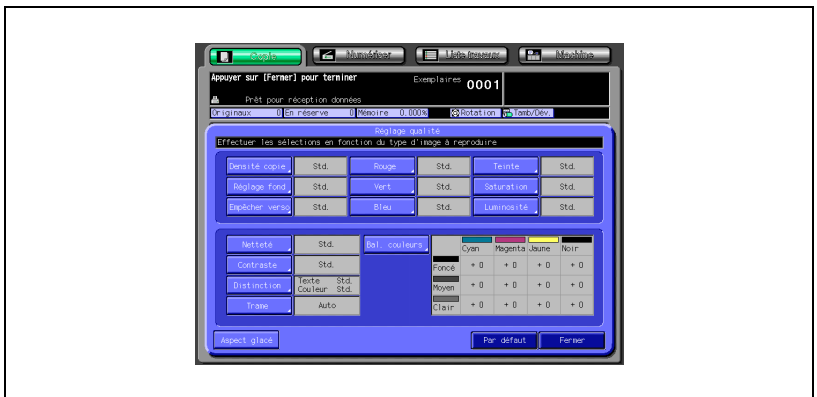 Copie Numériser Liste travaux Machine
Appuyer sur [Fermer] pour terminer Exemplaires 0001
Prêt pour réception données
Originaux 0 En réserve 0 Mémoire 0.000% Rotation Tamb/Dév.
Réglage qualité
Effectuer les sélections en fonction du type d'image à reproduire
Densité copie Std. Rouge Std. Teinte Std.
Réglage fond Std. Vert Std. Saturation Std.
Empêcher verso Std. Bleu Std. Luminosité Std.
Netteté Std. Bal. couleurs Cyan Magenta Jaune Noir
Contraste Std. Foncé + 0 + 0 + 0 + 0
Distinction Texte Std. Couleur Std. Moyen + 0 + 0 + 0 + 0
Trame Auto Clair + 0 + 0 + 0 + 0
Aspect glacé Par défaut Fermer